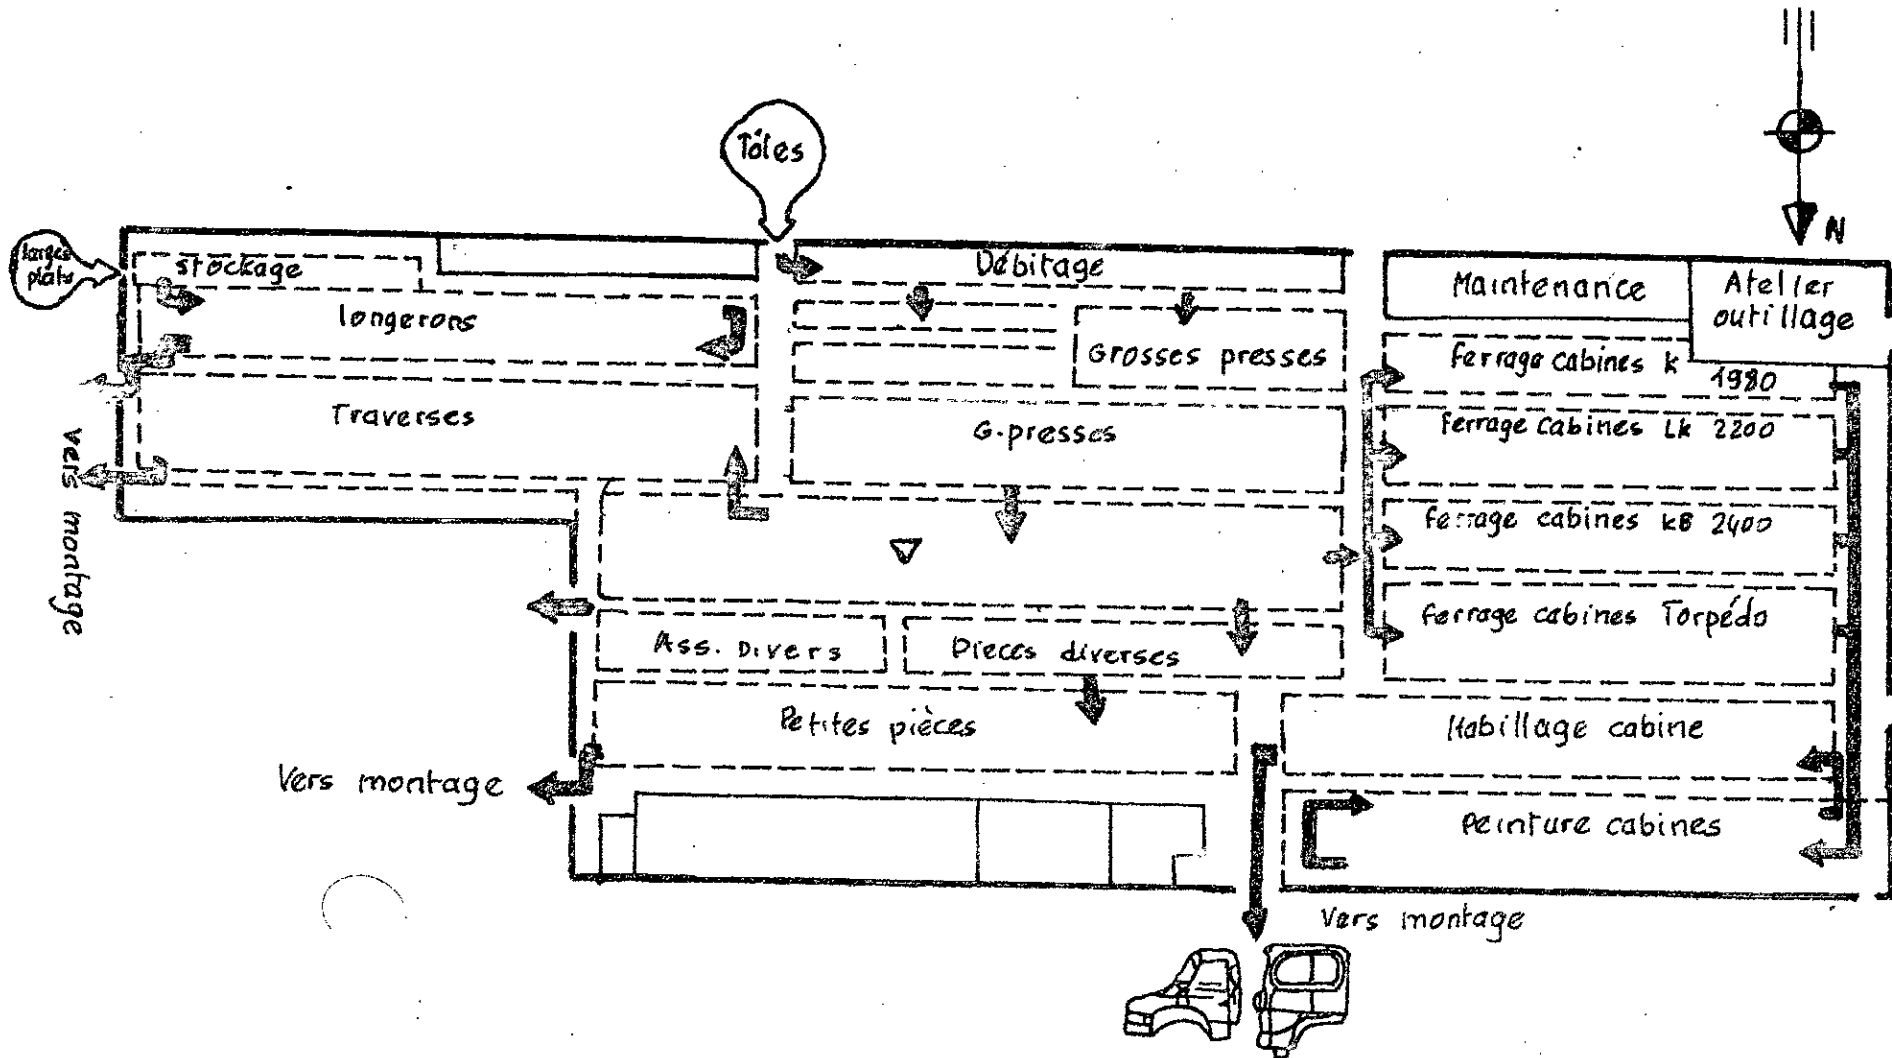 N
Tôles
larges
plats
stockage
Débitage
Maintenance
Atelier
outillage
longerons
Grosses presses
ferrage cabines k
1980
Traverses
G.presses
ferrage cabines Lk 2200
ferrage cabines KB 2400
vers montage
Ass. Divers
Pieces diverses
ferrage cabines Torpédo
Petites pièces
Habillage cabine
Vers montage
Peinture cabines
Vers montage